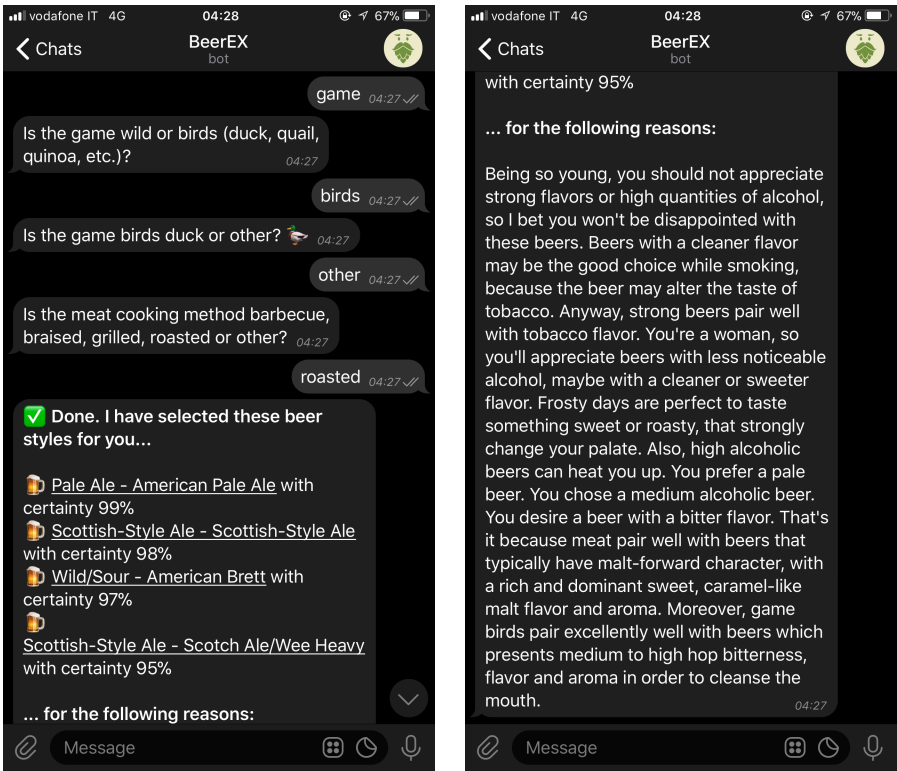 vodafone IT 4G 04:28 67%
Chats
BeerEX
bot
game 04:27
Is the game wild or birds (duck, quail,
quinoa, etc.)? 04:27
birds 04:27
Is the game birds duck or other? 🦆 04:27
other 04:27
Is the meat cooking method barbecue,
braised, grilled, roasted or other? 04:27
roasted 04:27
✅ Done. I have selected these beer
styles for you...
🍺 Pale Ale - American Pale Ale with
certainty 99%
🍺 Scottish-Style Ale - Scottish-Style Ale
with certainty 98%
🍺 Wild/Sour - American Brett with
certainty 97%
🍺
Scottish-Style Ale - Scotch Ale/Wee Heavy
with certainty 95%
... for the following reasons:
Message
vodafone IT 4G 04:28 67%
Chats
BeerEX
bot
with certainty 95%
... for the following reasons:
Being so young, you should not appreciate
strong flavors or high quantities of alcohol,
so I bet you won't be disappointed with
these beers. Beers with a cleaner flavor
may be the good choice while smoking,
because the beer may alter the taste of
tobacco. Anyway, strong beers pair well
with tobacco flavor. You're a woman, so
you'll appreciate beers with less noticeable
alcohol, maybe with a cleaner or sweeter
flavor. Frosty days are perfect to taste
something sweet or roasty, that strongly
change your palate. Also, high alcoholic
beers can heat you up. You prefer a pale
beer. You chose a medium alcoholic beer.
You desire a beer with a bitter flavor. That's
it because meat pair well with beers that
typically have malt-forward character, with
a rich and dominant sweet, caramel-like
malt flavor and aroma. Moreover, game
birds pair excellently well with beers which
presents medium to high hop bitterness,
flavor and aroma in order to cleanse the
mouth. 04:27
Message